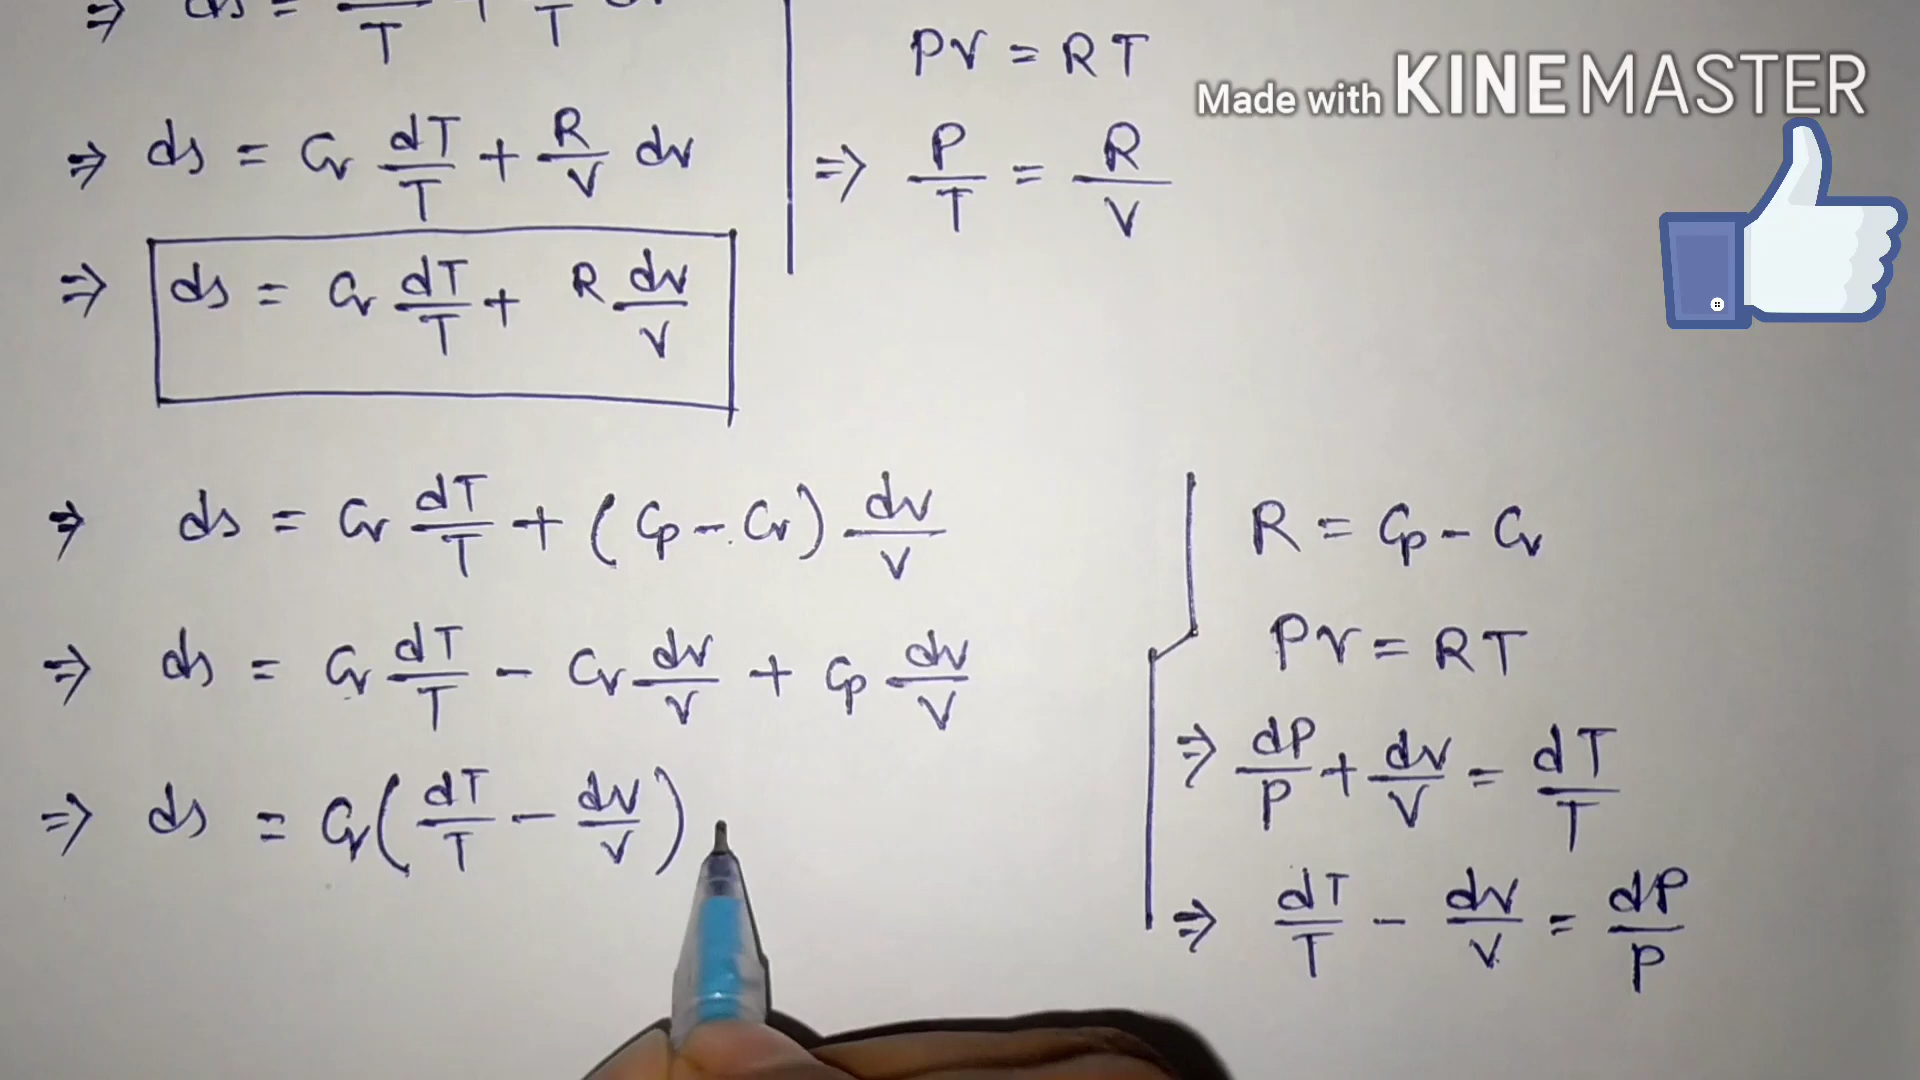 ⇒ ds = Cv dT/T + R/V dv
⇒ ds = Cv dT/T + R dv/V
⇒ ds = Cv dT/T + (Cp - Cv) dv/V
⇒ ds = Cv dT/T - Cv dv/V + Cp dv/V
⇒ ds = Cv (dT/T - dv/V)
PV = RT
⇒ P/T = R/V
R = Cp - Cv
PV = RT
⇒ dP/P + dv/V = dT/T
⇒ dT/T - dv/V = dP/P
Made with KINEMASTER